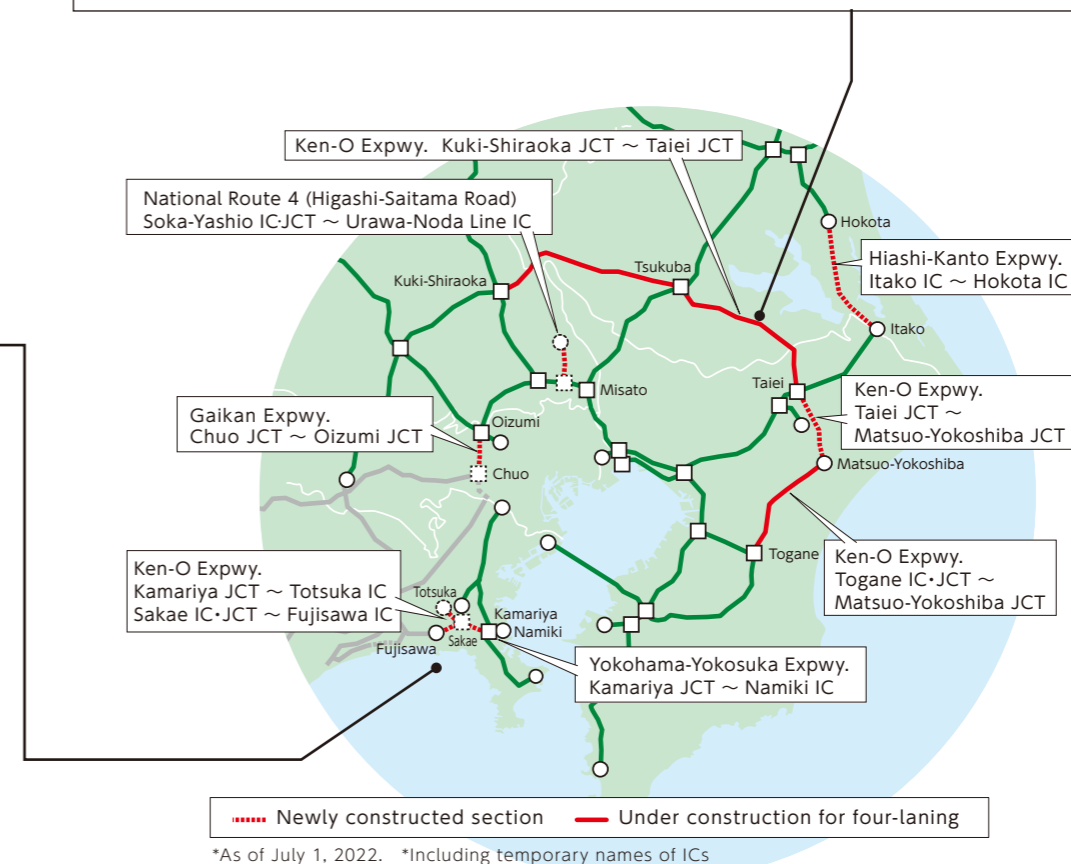 Ken-O Expwy. Kuki-Shiraoka JCT ～ Taiei JCT
National Route 4 (Higashi-Saitama Road)
Soka-Yashio IC·JCT ～ Urawa-Noda Line IC
Hokota
Hiashi-Kanto Expwy.
Itako IC ～ Hokota IC
Tsukuba
Kuki-Shiraoka
Itako
Misato
Taiei
Ken-O Expwy.
Taiei JCT ～
Matsuo-Yokoshiba JCT
Gaikan Expwy.
Chuo JCT ～ Oizumi JCT
Oizumi
Chuo
Matsuo-Yokoshiba
Togane
Ken-O Expwy.
Togane IC･JCT ～
Matsuo-Yokoshiba JCT
Ken-O Expwy.
Kamariya JCT ～ Totsuka IC
Sakae IC･JCT ～ Fujisawa IC
Totsuka
Kamariya
Namiki
Sakae
Fujisawa
Yokohama-Yokosuka Expwy.
Kamariya JCT ～ Namiki IC
Newly constructed section Under construction for four-laning
*As of July 1, 2022. *Including temporary names of ICs